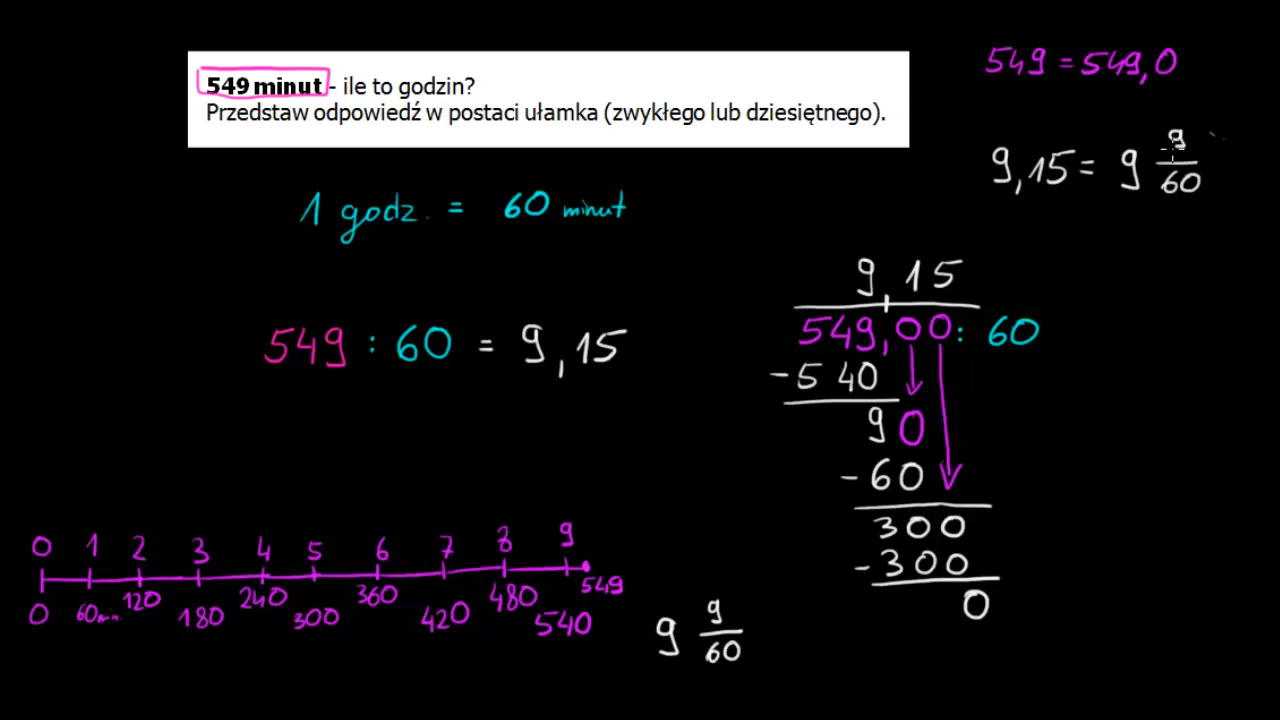 549 minut - ile to godzin?
Przedstaw odpowiedź w postaci ułamka (zwykłego lub dziesiętnego).
549 = 549,0
9,15 = 9 9/60
1 godz. = 60 minut
549 : 60 = 9,15
9,15
549,00 : 60
- 540
90
- 60
300
- 300
0
0 1 2 3 4 5 6 7 8 9
0 60 min. 120 180 240 300 360 420 480 540 549
9 9/60